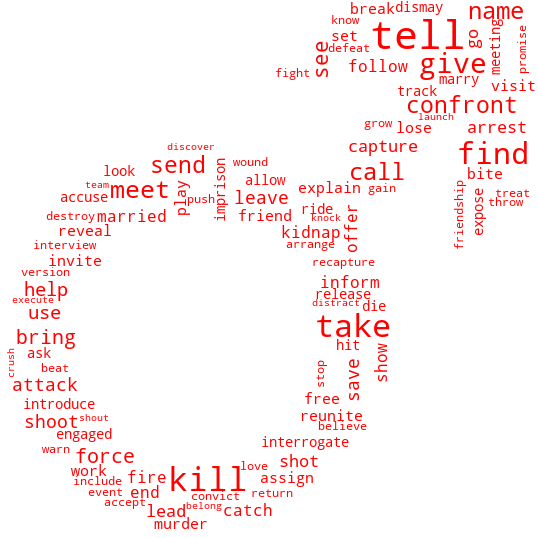 break dismay name
know
set tell go meeting promise
defeat
see
follow give
fight marry visit
track
confront
launch
grow lose arrest
capture
discover
send wound
look call find
bite
team meet play imprison allow explain gain friendship expose treat
accuse push leave throw
destroy married friend ride
knock
reveal kidnap offer
interview arrange
invite recapture
version
help inform
execute release
distract die
use take
bring hit
crush ask show
beat stop save
attack
introduce free
shoot shout reunite
engaged believe
warn interrogate
force shot
work love
include fire kill assign
event end convict return
accept lead belong catch
murder